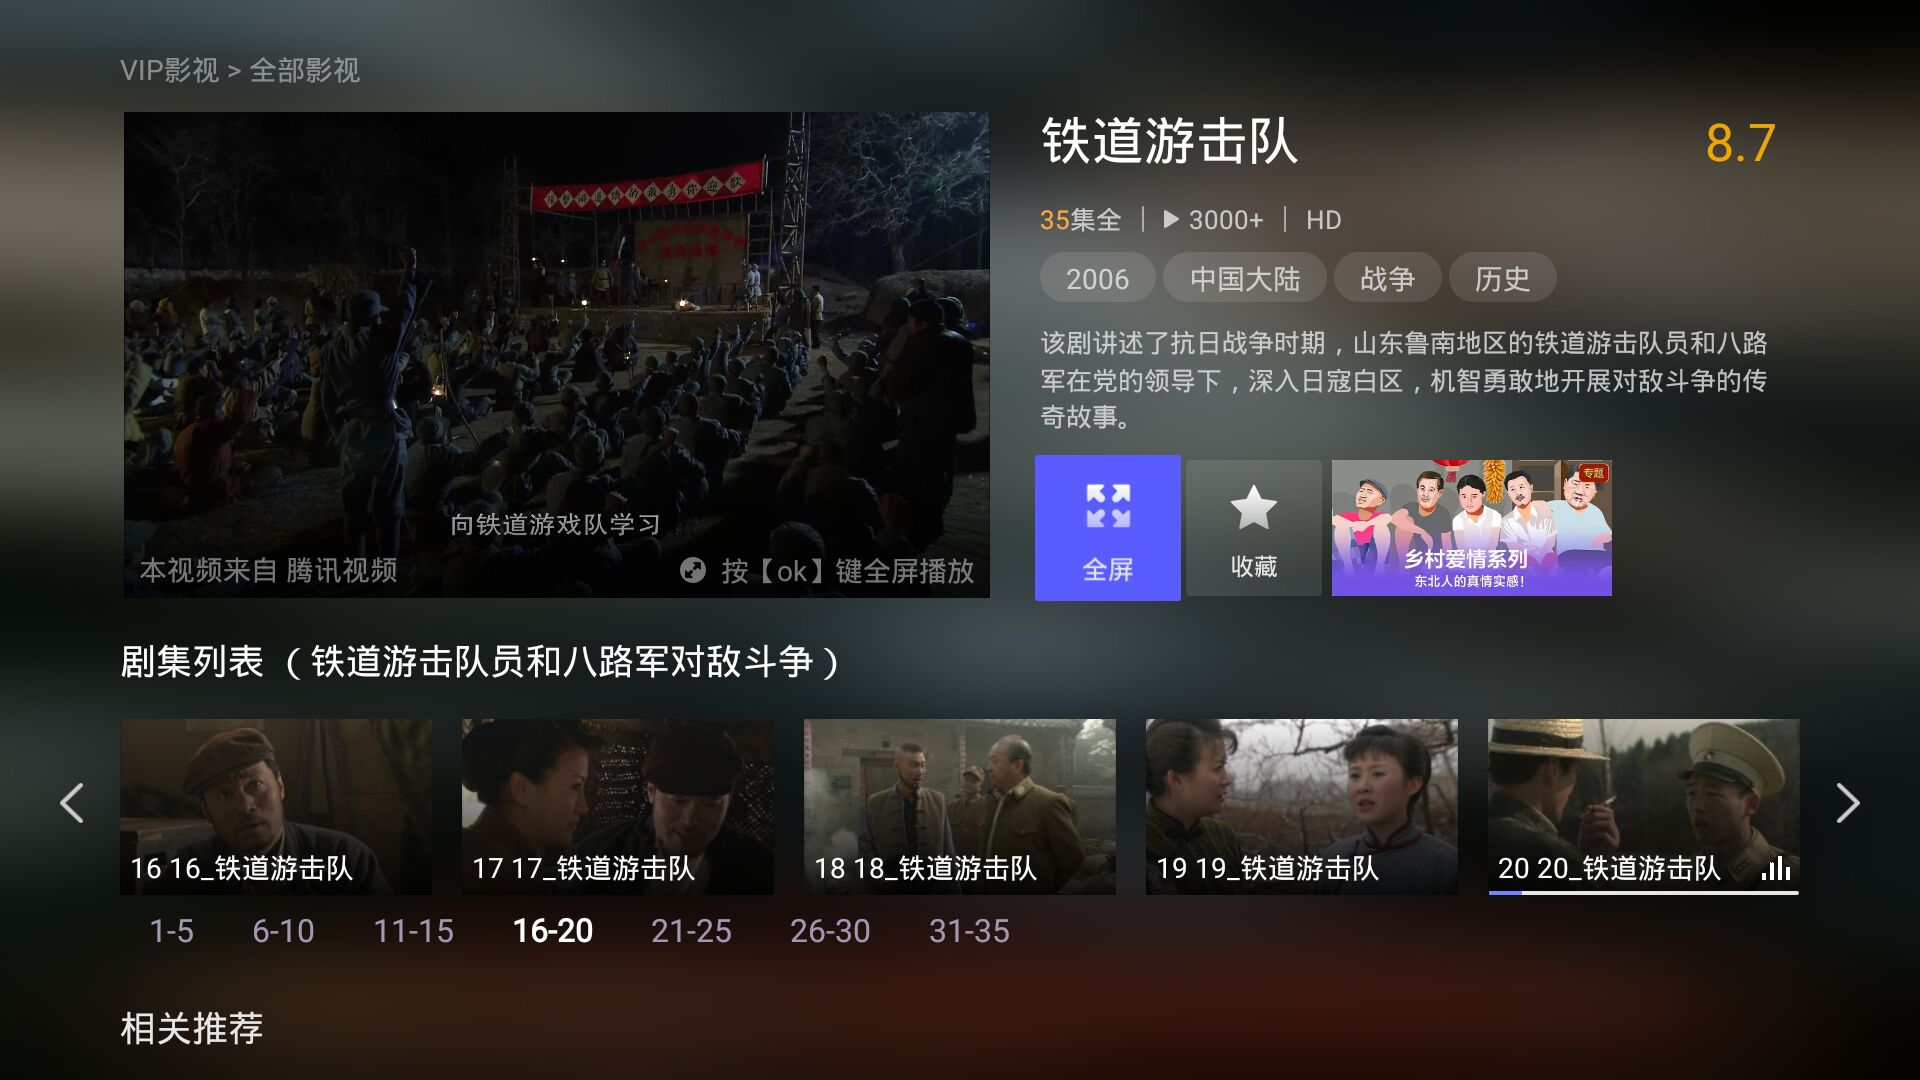 VIP影视 > 全部影视
铁道游击队
8.7
35集全 | 3000+ | HD
2006 中国大陆 战争 历史
该剧讲述了抗日战争时期，山东鲁南地区的铁道游击队员和八路
军在党的领导下，深入日寇白区，机智勇敢地开展对敌斗争的传
奇故事。
向铁道游戏队学习
本视频来自 腾讯视频
按【ok】键全屏播放
全屏
收藏
专题
乡村爱情系列
东北人的真情实感!
剧集列表 （铁道游击队员和八路军对敌斗争）
16 16_铁道游击队
17 17_铁道游击队
18 18_铁道游击队
19 19_铁道游击队
20 20_铁道游击队
1-5 6-10 11-15 16-20 21-25 26-30 31-35
相关推荐